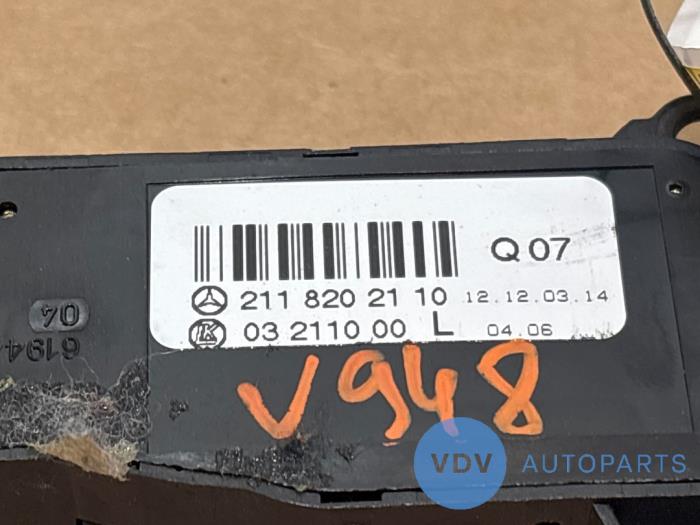 Q 07
211 820 21 10 12.12.03.14
K 03 2110 00 L 04.06
V948
04
6194
VDV AUTOPARTS